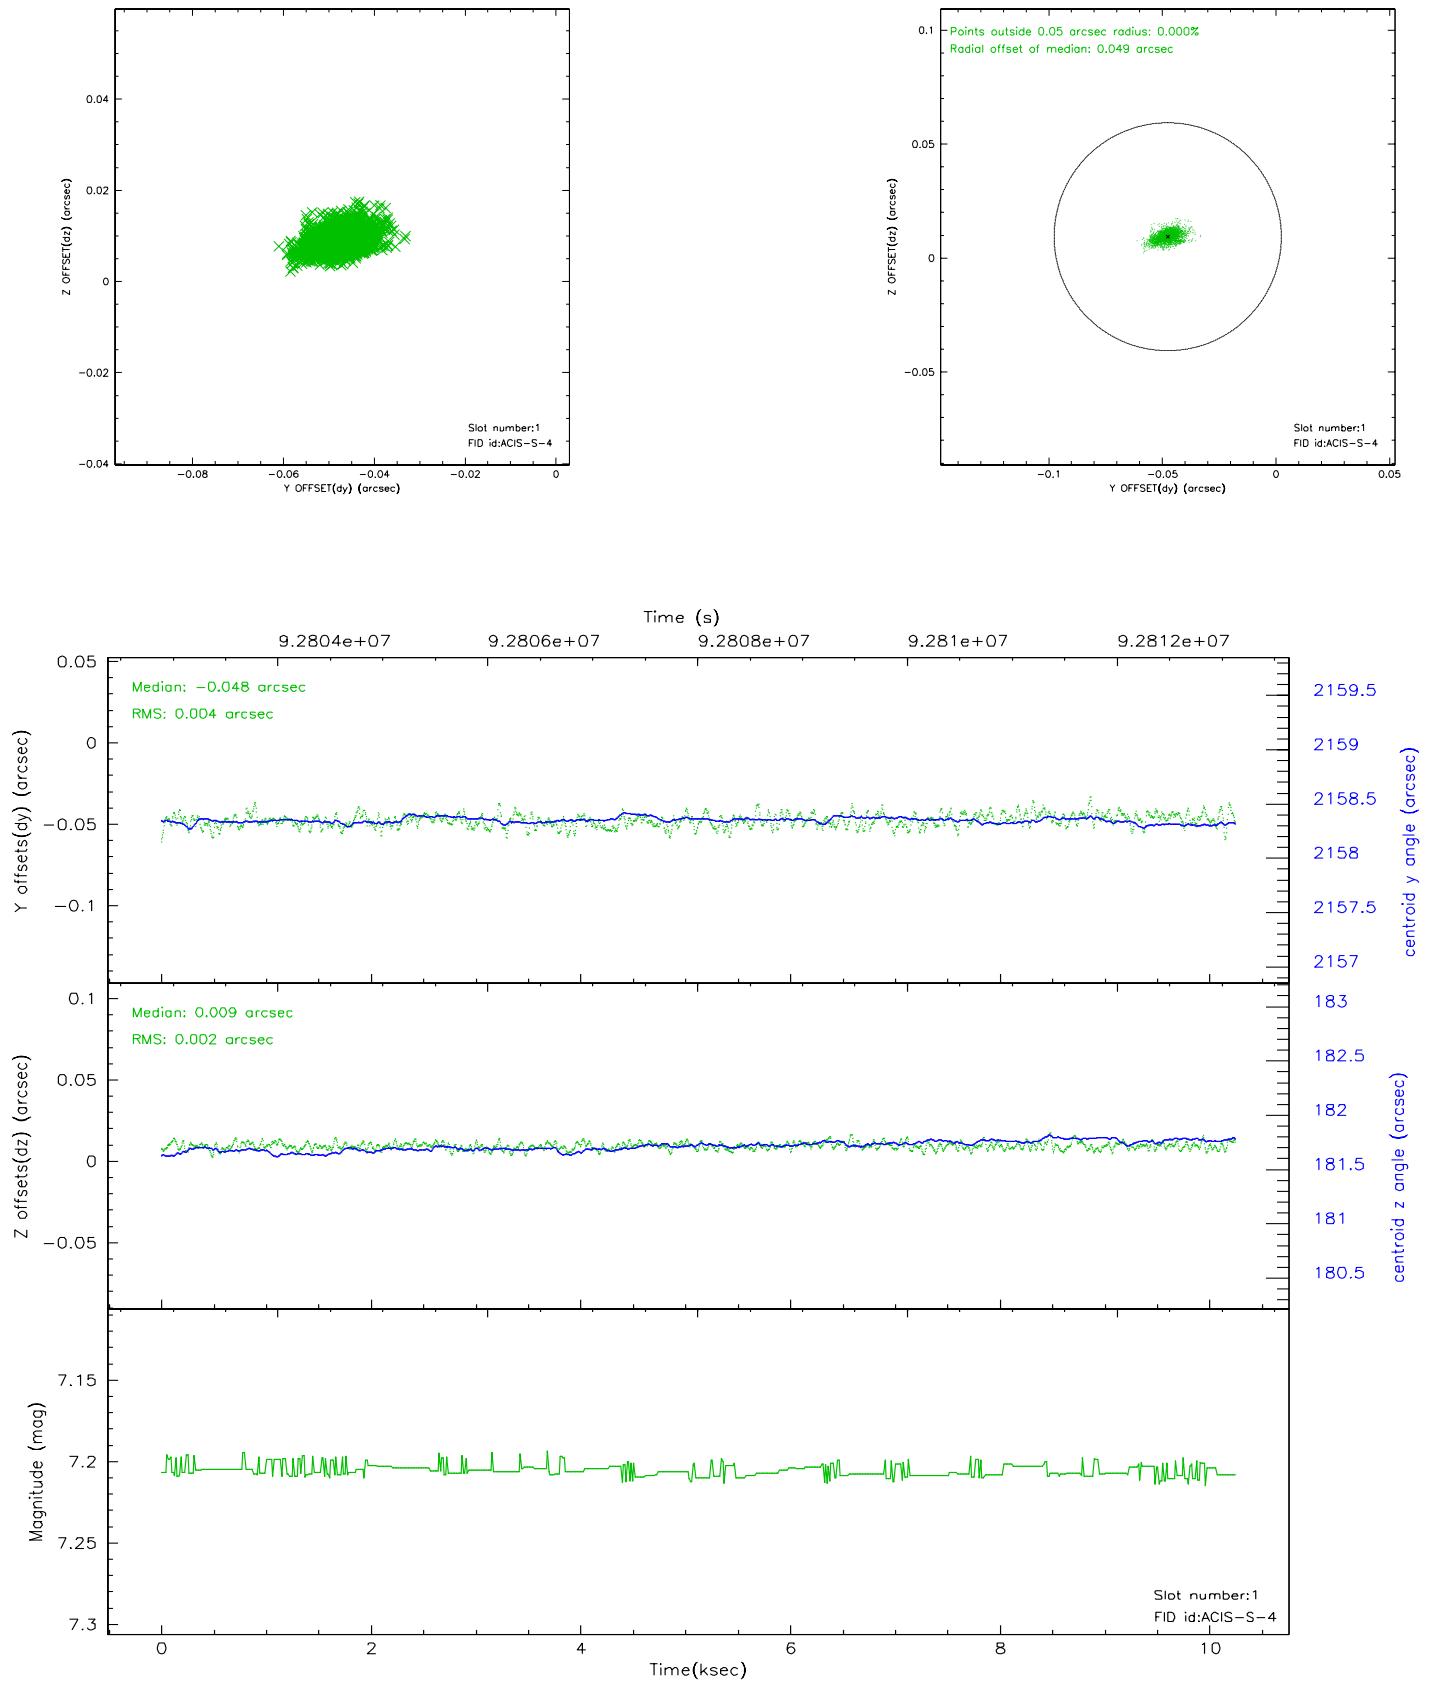 0.04
0.02
0
−0.02
−0.04
Z OFFSET(dz) (arcsec)
Slot number:1
FID id:ACIS−S−4
−0.08
−0.06
−0.04
−0.02
0
Y OFFSET(dy) (arcsec)
Points outside 0.05 arcsec radius: 0.000%
Radial offset of median: 0.049 arcsec
0.1
0.05
0
−0.05
Z OFFSET(dz) (arcsec)
Slot number:1
FID id:ACIS−S−4
−0.1
−0.05
0
0.05
Y OFFSET(dy) (arcsec)
Time (s)
9.2804e+07
9.2806e+07
9.2808e+07
9.281e+07
9.2812e+07
Median: −0.048 arcsec
RMS: 0.004 arcsec
0.05
0
−0.05
−0.1
Y offsets(dy) (arcsec)
2159.5
2159
2158.5
2158
2157.5
2157
centroid y angle (arcsec)
Median: 0.009 arcsec
RMS: 0.002 arcsec
0.1
0.05
0
−0.05
Z offsets(dz) (arcsec)
183
182.5
182
181.5
181
180.5
centroid z angle (arcsec)
7.15
7.2
7.25
7.3
Magnitude (mag)
Slot number:1
FID id:ACIS−S−4
0
2
4
6
8
10
Time(ksec)